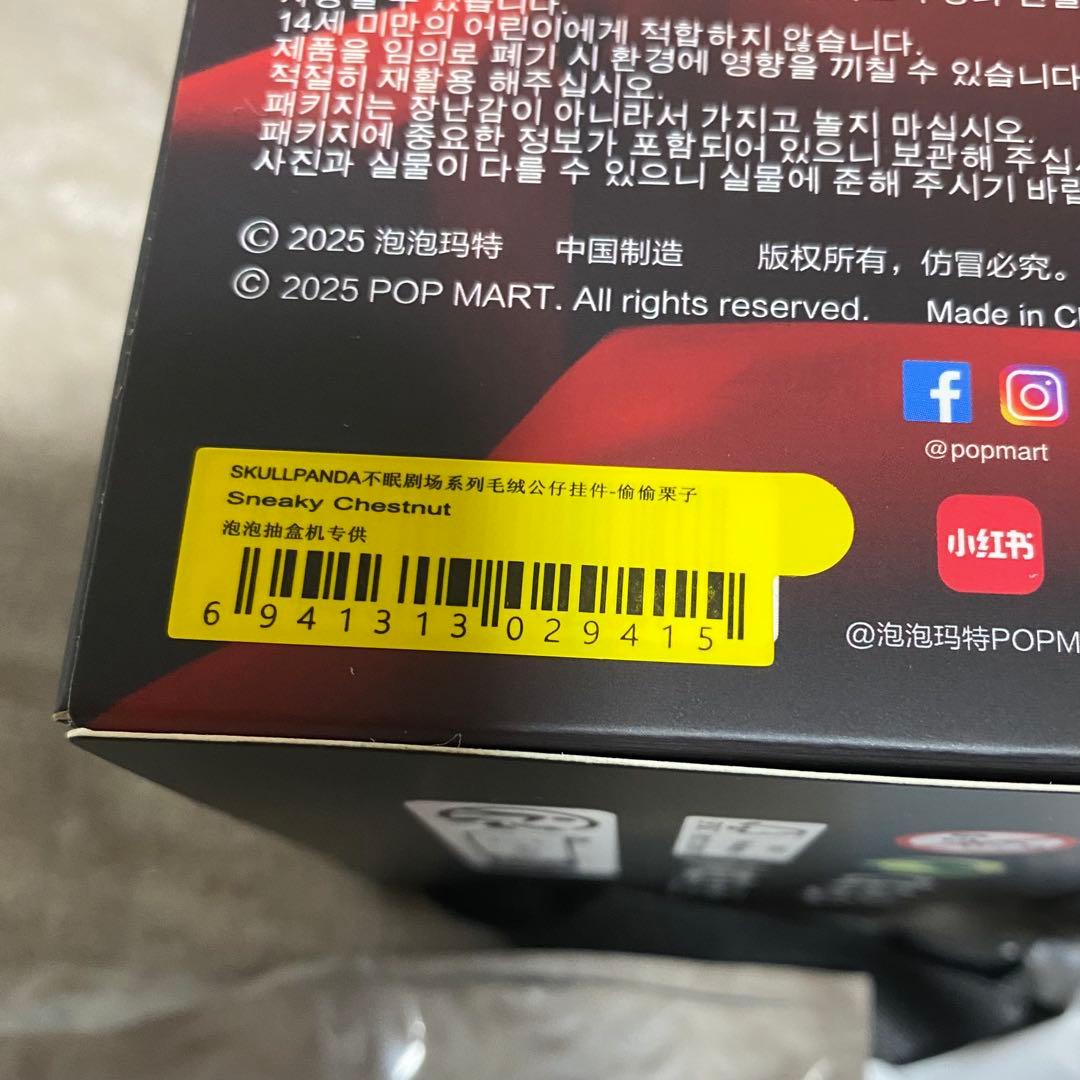 14세 미만의 어린이에게 적합하지 않습니다.
제품을 임의로 폐기 시 환경에 영향을 끼칠 수 있습니다
적절히 재활용 해주십시오.
패키지는 장난감이 아니라서 가지고 놀지 마십시오.
패키지에 중요한 정보가 포함되어 있으니 보관해 주십
사진과 실물이 다를 수 있으니 실물에 준해 주시기 바랍
© 2025 泡泡玛特 中国制造 版权所有，仿冒必究。
© 2025 POP MART. All rights reserved. Made in C
@popmart
小红书
@泡泡玛特POPM
SKULLPANDA不眠剧场系列毛绒公仔挂件-偷偷栗子
Sneaky Chestnut
泡泡抽盒机专供
6 941313 029415